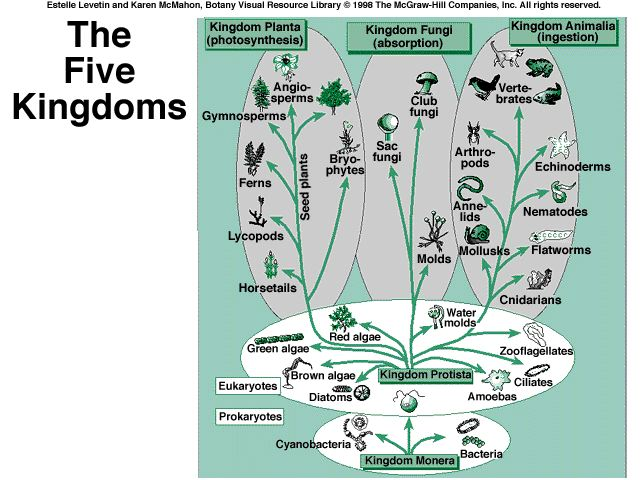 Estelle Levetin and Karen McMahon, Botany Visual Resource Library © 1998 The McGraw-Hill Companies, Inc. All rights reserved.
The
Five
Kingdoms
Kingdom Planta
(photosynthesis)
Kingdom Fungi
(absorption)
Kingdom Animalia
(ingestion)
Angio-
sperms
Gymnosperms
Bryo-
phytes
Ferns
Seed plants
Lycopods
Horsetails
Club
fungi
Sac
fungi
Molds
Verte-
brates
Arthro-
pods
Echinoderms
Anne-
lids
Nematodes
Mollusks
Flatworms
Cnidarians
Water
molds
Red algae
Green algae
Zooflagellates
Brown algae
Kingdom Protista
Ciliates
Eukaryotes
Diatoms
Amoebas
Prokaryotes
Cyanobacteria
Bacteria
Kingdom Monera